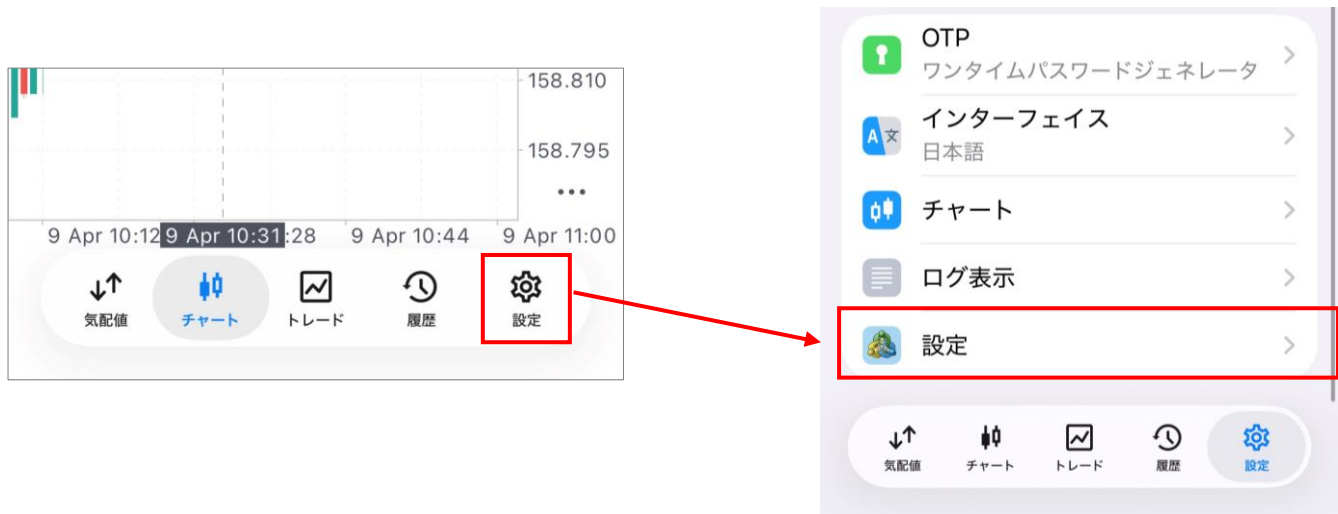 158.810
158.795
9 Apr 10:12 9 Apr 10:31:28 9 Apr 10:44 9 Apr 11:00
気配値 チャート トレード 履歴 設定
OTP
ワンタイムパスワードジェネレータ
A文 インターフェイス
日本語
チャート
ログ表示
設定
気配値 チャート トレード 履歴 設定